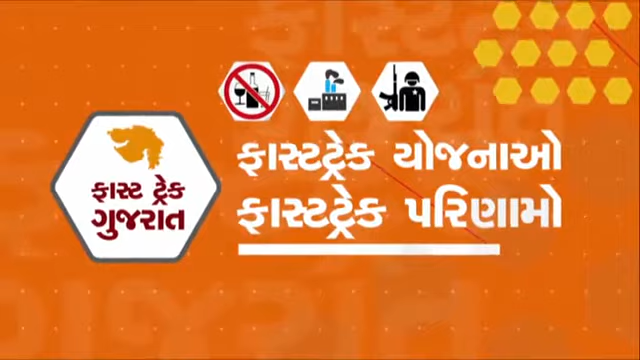 ફાસ્ટ ટ્રેક
ગુજરાત
ફાસ્ટટ્રેક યોજનાઓ
ફાસ્ટટ્રેક પરિણામો